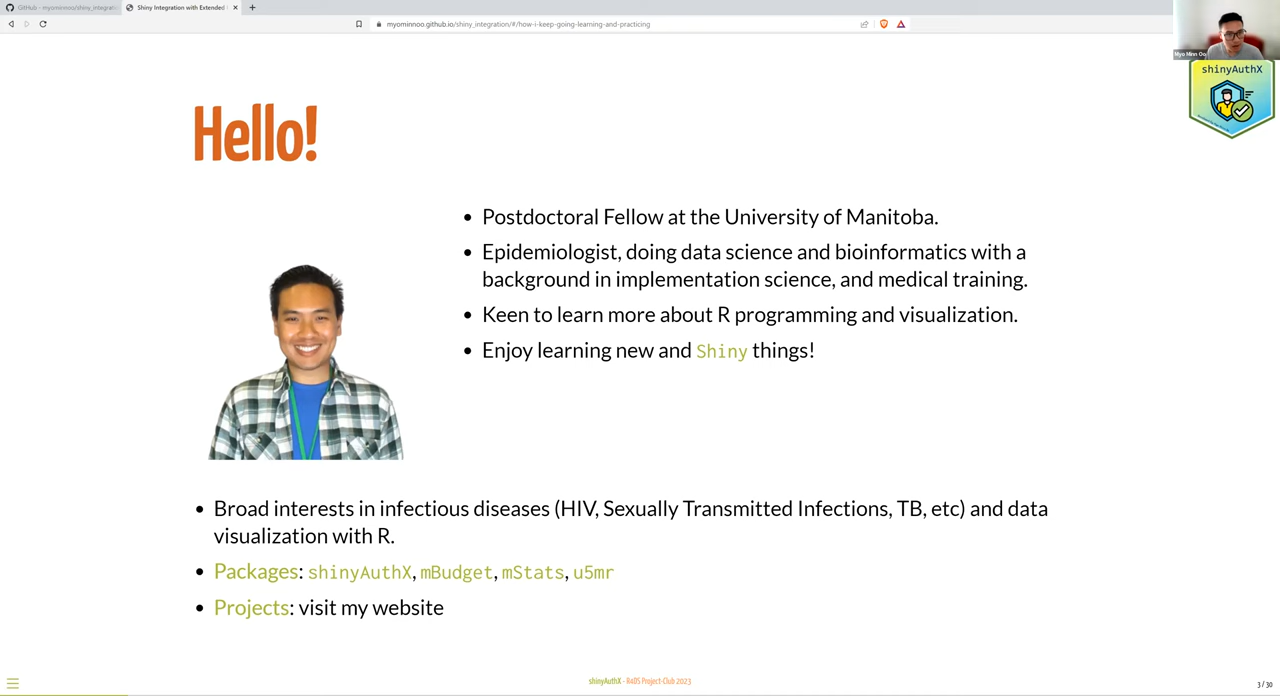 GitHub - myominnoo/shiny_integrati
Shiny Integration with Extended
myominnoo.github.io/shiny_integration/#/how-i-keep-going-learning-and-practicing
Myo Minn Oo
shinyAuthX
Hello!
Postdoctoral Fellow at the University of Manitoba.
Epidemiologist, doing data science and bioinformatics with a
background in implementation science, and medical training.
Keen to learn more about R programming and visualization.
Enjoy learning new and Shiny things!
Broad interests in infectious diseases (HIV, Sexually Transmitted Infections, TB, etc) and data
visualization with R.
Packages: shinyAuthX, mBudget, mStats, u5mr
Projects: visit my website
shinyAuthX - R4DS Project-Club 2023
3 / 30